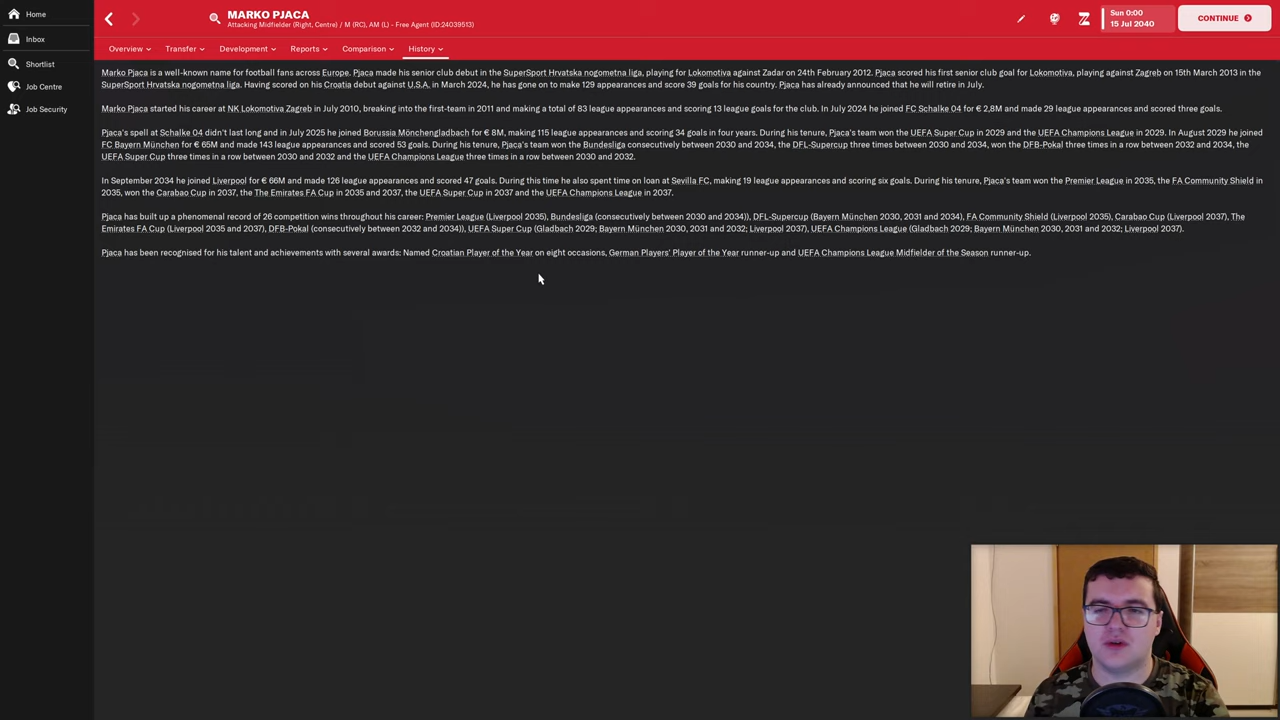 Home
Inbox
Shortlist
Job Centre
Job Security
MARKO PJACA
Attacking Midfielder (Right, Centre) / M (RC), AM (L) - Free Agent (ID:24039513)
Sun 0:00
15 Jul 2040
CONTINUE
Overview
Transfer
Development
Reports
Comparison
History
Marko Pjaca is a well-known name for football fans across Europe. Pjaca made his senior club debut in the SuperSport Hrvatska nogometna liga, playing for Lokomotiva against Zadar on 24th February 2012. Pjaca scored his first senior club goal for Lokomotiva, playing against Zagreb on 15th March 2013 in the
SuperSport Hrvatska nogometna liga. Having scored on his Croatia debut against U.S.A. in March 2024, he has gone on to make 129 appearances and score 39 goals for his country. Pjaca has already announced that he will retire in July.
Marko Pjaca started his career at NK Lokomotiva Zagreb in July 2010, breaking into the first-team in 2011 and making a total of 83 league appearances and scoring 13 league goals for the club. In July 2024 he joined FC Schalke 04 for € 2,8M and made 29 league appearances and scored three goals.
Pjaca's spell at Schalke 04 didn't last long and in July 2025 he joined Borussia Mönchengladbach for € 8M, making 115 league appearances and scoring 34 goals in four years. During his tenure, Pjaca's team won the UEFA Super Cup in 2029 and the UEFA Champions League in 2029. In August 2029 he joined
FC Bayern München for € 65M and made 143 league appearances and scored 53 goals. During his tenure, Pjaca's team won the Bundesliga consecutively between 2030 and 2034, the DFL-Supercup three times between 2030 and 2034, won the DFB-Pokal three times in a row between 2032 and 2034, the
UEFA Super Cup three times in a row between 2030 and 2032 and the UEFA Champions League three times in a row between 2030 and 2032.
In September 2034 he joined Liverpool for € 66M and made 126 league appearances and scored 47 goals. During this time he also spent time on loan at Sevilla FC, making 19 league appearances and scoring six goals. During his tenure, Pjaca's team won the Premier League in 2035, the FA Community Shield in
2035, won the Carabao Cup in 2037, the The Emirates FA Cup in 2035 and 2037, the UEFA Super Cup in 2037 and the UEFA Champions League in 2037.
Pjaca has built up a phenomenal record of 26 competition wins throughout his career: Premier League (Liverpool 2035), Bundesliga (consecutively between 2030 and 2034)), DFL-Supercup (Bayern München 2030, 2031 and 2034), FA Community Shield (Liverpool 2035), Carabao Cup (Liverpool 2037), The
Emirates FA Cup (Liverpool 2035 and 2037), DFB-Pokal (consecutively between 2032 and 2034)), UEFA Super Cup (Gladbach 2029; Bayern München 2030, 2031 and 2032; Liverpool 2037), UEFA Champions League (Gladbach 2029; Bayern München 2030, 2031 and 2032; Liverpool 2037).
Pjaca has been recognised for his talent and achievements with several awards: Named Croatian Player of the Year on eight occasions, German Players' Player of the Year runner-up and UEFA Champions League Midfielder of the Season runner-up.